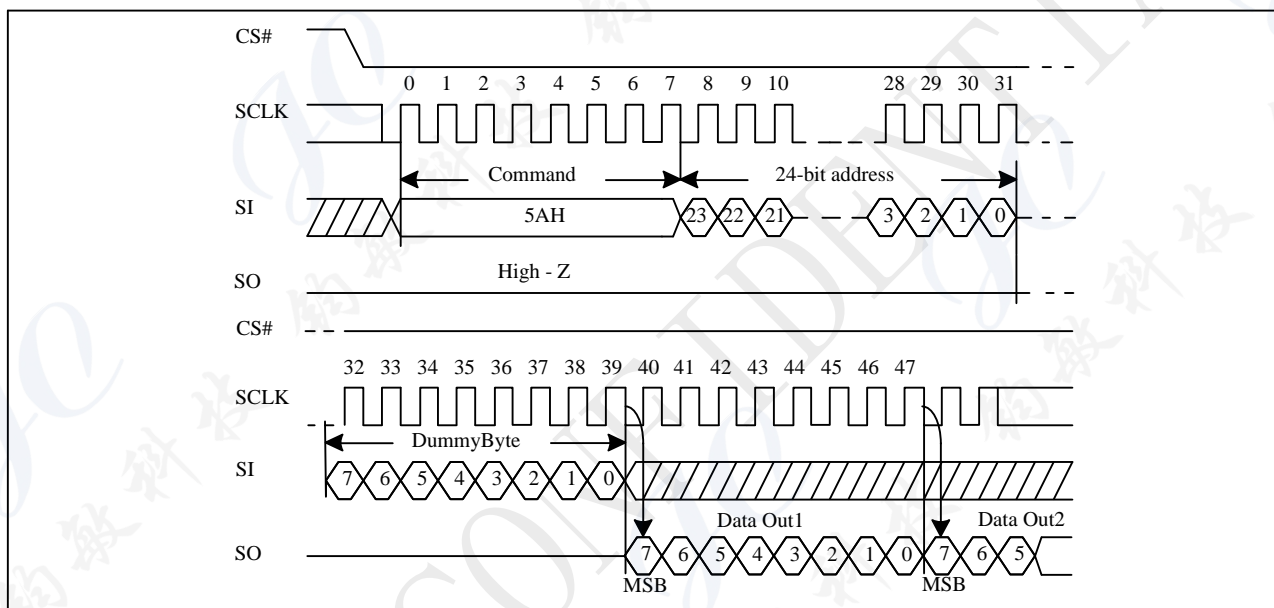 CS#
0 1 2 3 4 5 6 7 8 9 10 28 29 30 31
SCLK
Command 24-bit address
SI 5AH 23 22 21 3 2 1 0
SO High - Z
CS#
32 33 34 35 36 37 38 39 40 41 42 43 44 45 46 47
SCLK
DummyByte
SI 7 6 5 4 3 2 1 0
Data Out1 Data Out2
SO 7 6 5 4 3 2 1 0 7 6 5
MSB MSB
CONFIDENTIAL